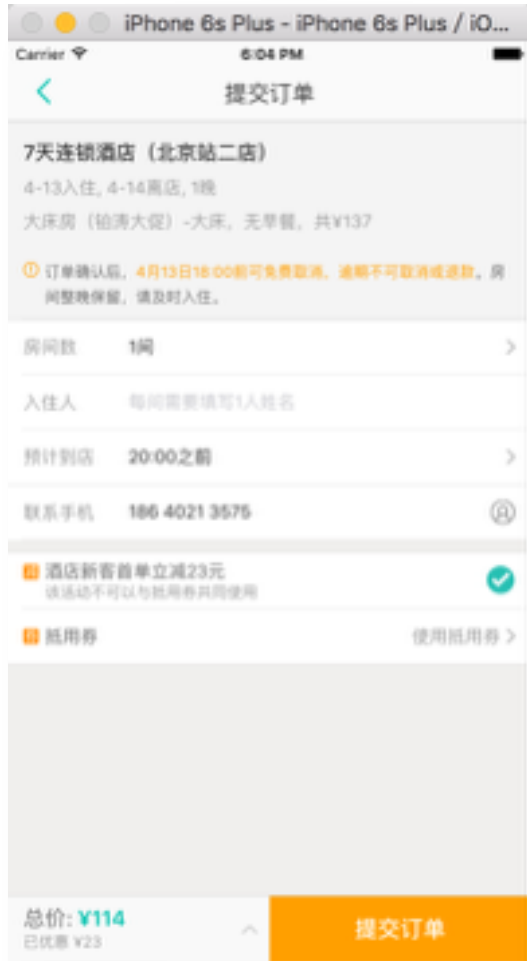 iPhone 6s Plus - iPhone 6s Plus / iO...
Carrier
6:04 PM
提交订单
7天连锁酒店（北京站二店）
4-13入住, 4-14离店, 1晚
大床房（铂涛大促）-大床，无早餐，共¥137
订单确认后，4月13日18:00前可免费取消，逾期不可取消或退款。房
间整晚保留，请及时入住。
房间数 1间
入住人 每间需要填写1人姓名
预计到店 20:00之前
联系手机 186 4021 3575
酒店新客首单立减23元
该活动不可以与抵用券共同使用
抵用券 使用抵用券
总价: ¥114
已优惠 ¥23
提交订单